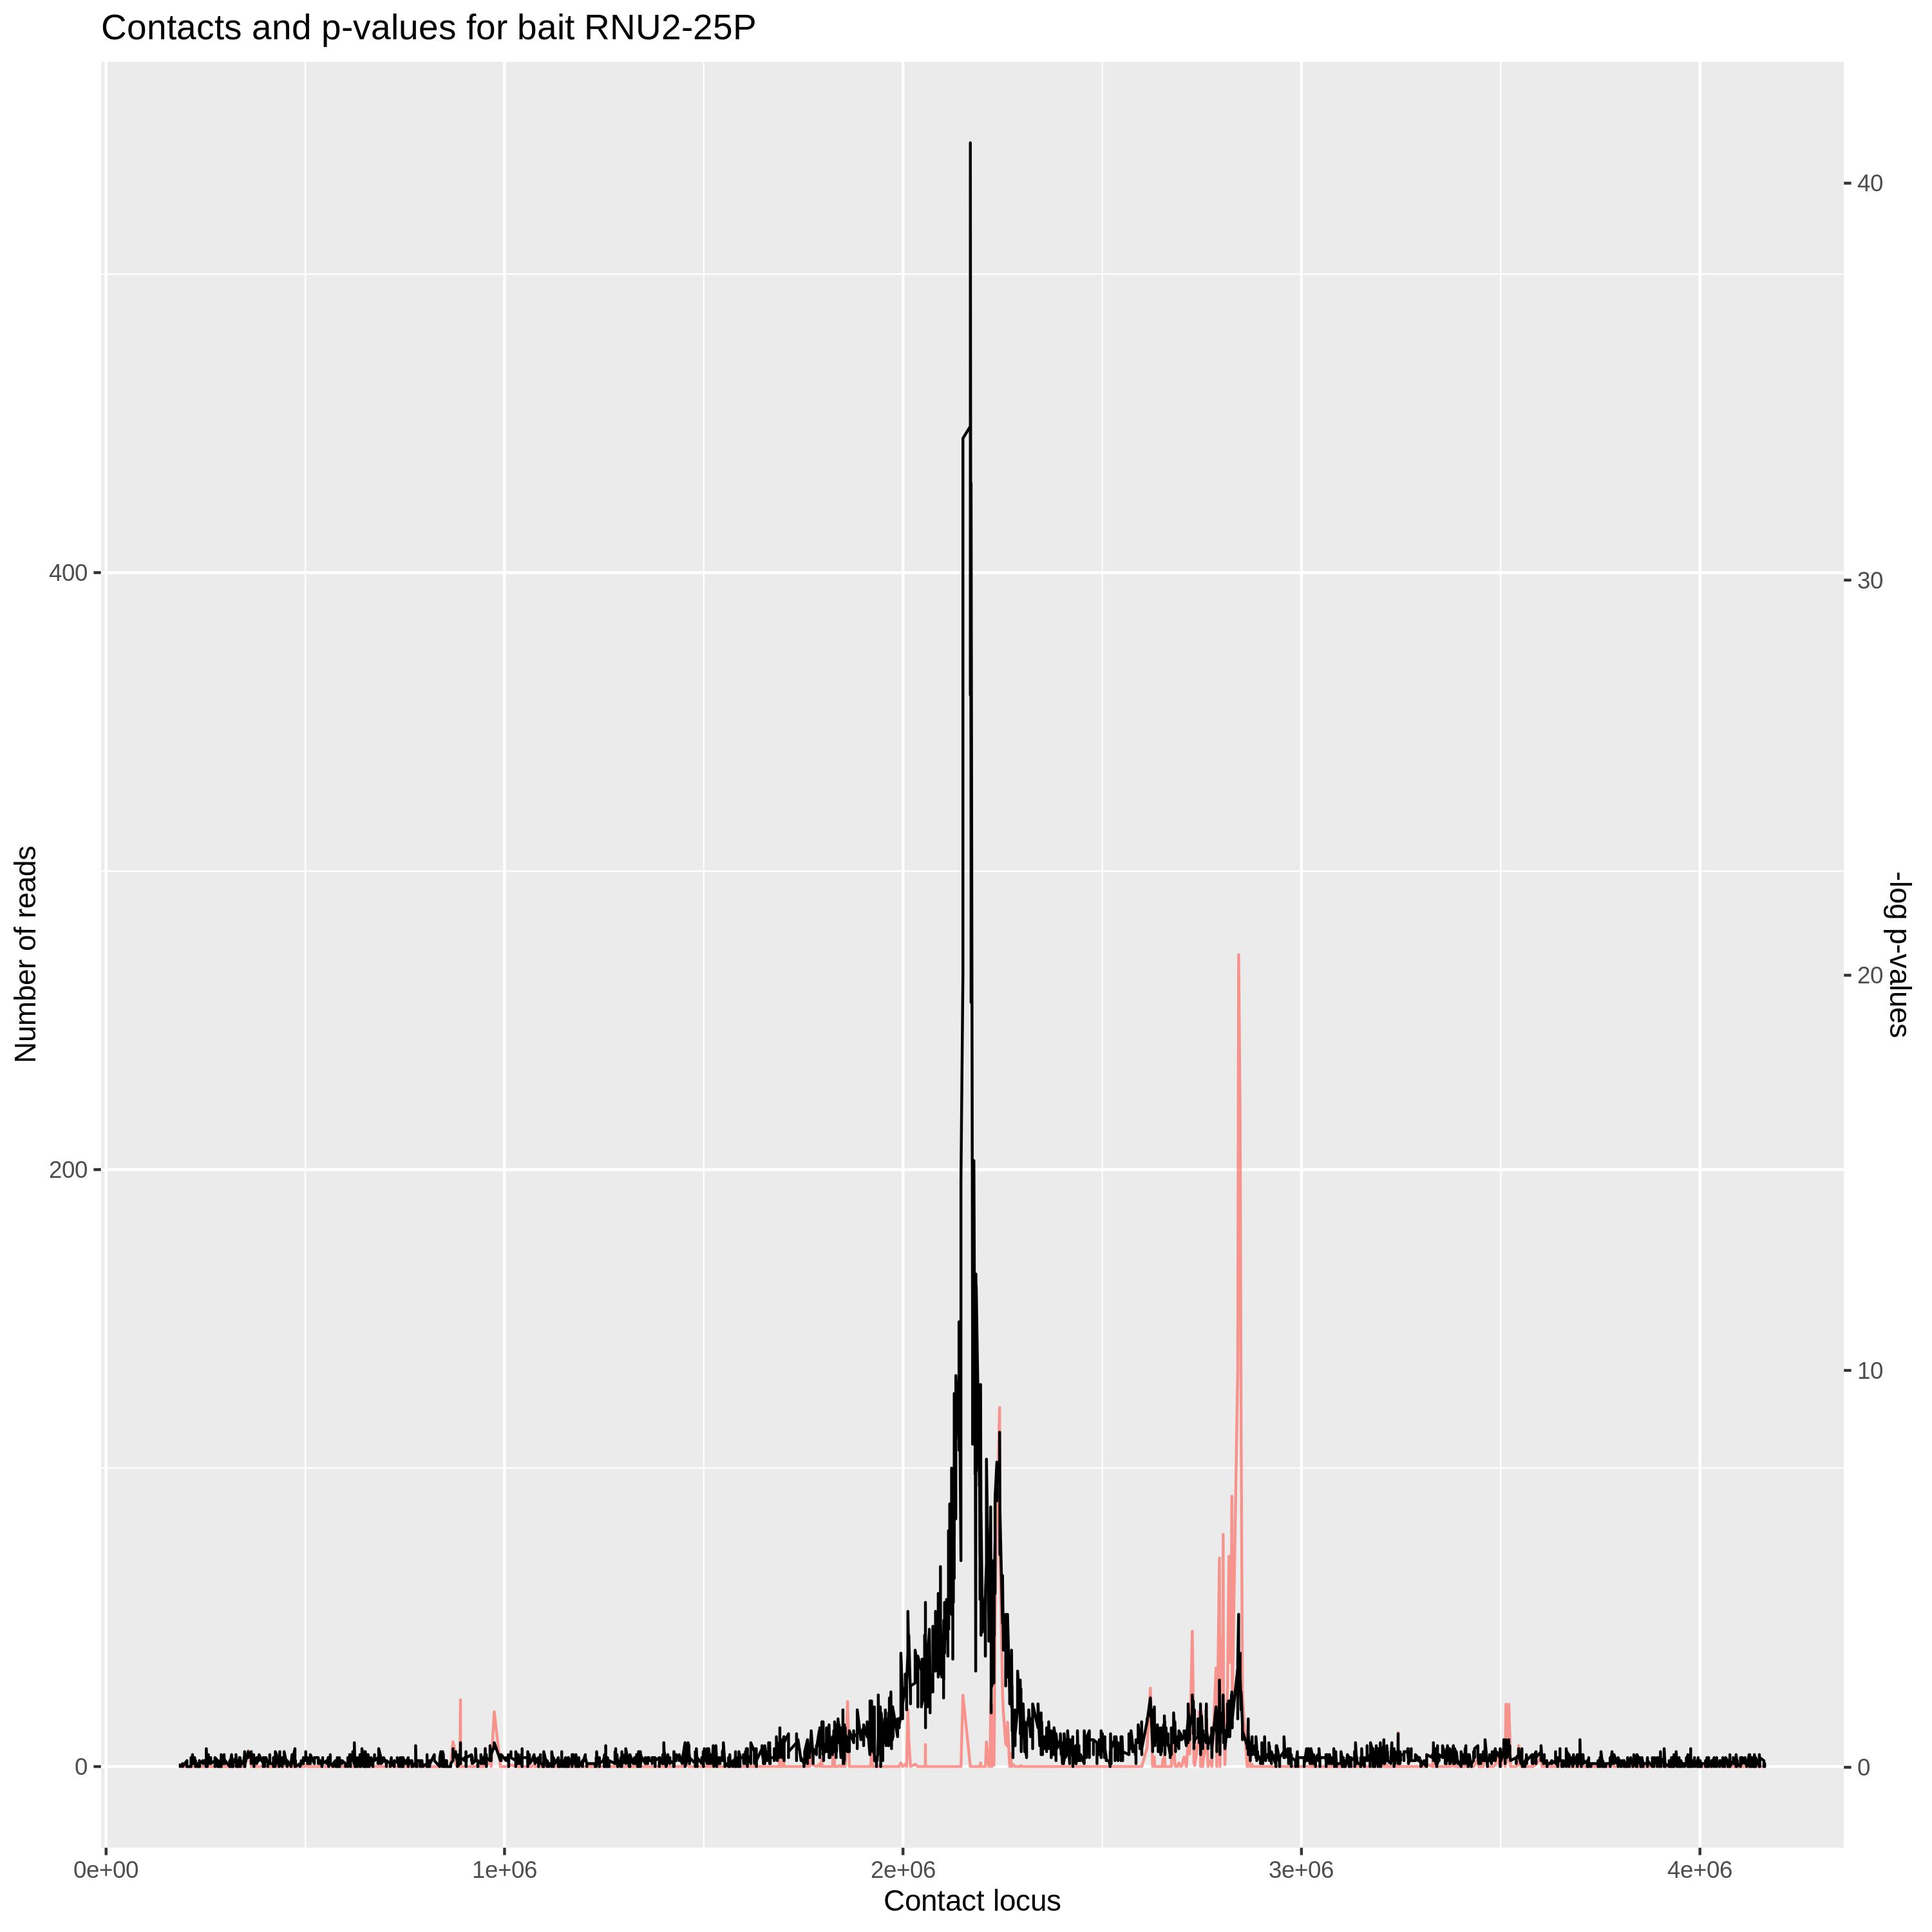 Contacts and p-values for bait RNU2-25P
Number of reads
400
200
0
40
30
20
10
0
-log p-values
0e+00 1e+06 2e+06 3e+06 4e+06
Contact locus